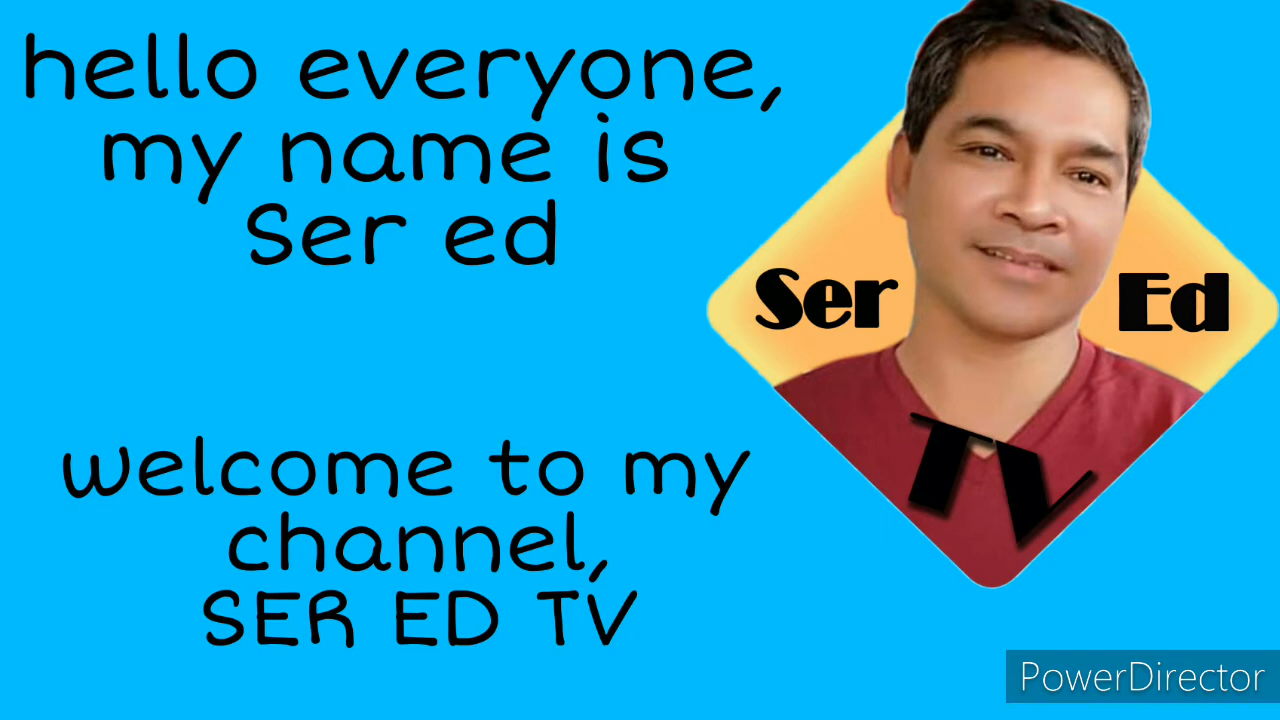 hello everyone,
my name is
Ser ed
welcome to my
channel,
SER ED TV
Ser Ed
TV
PowerDirector